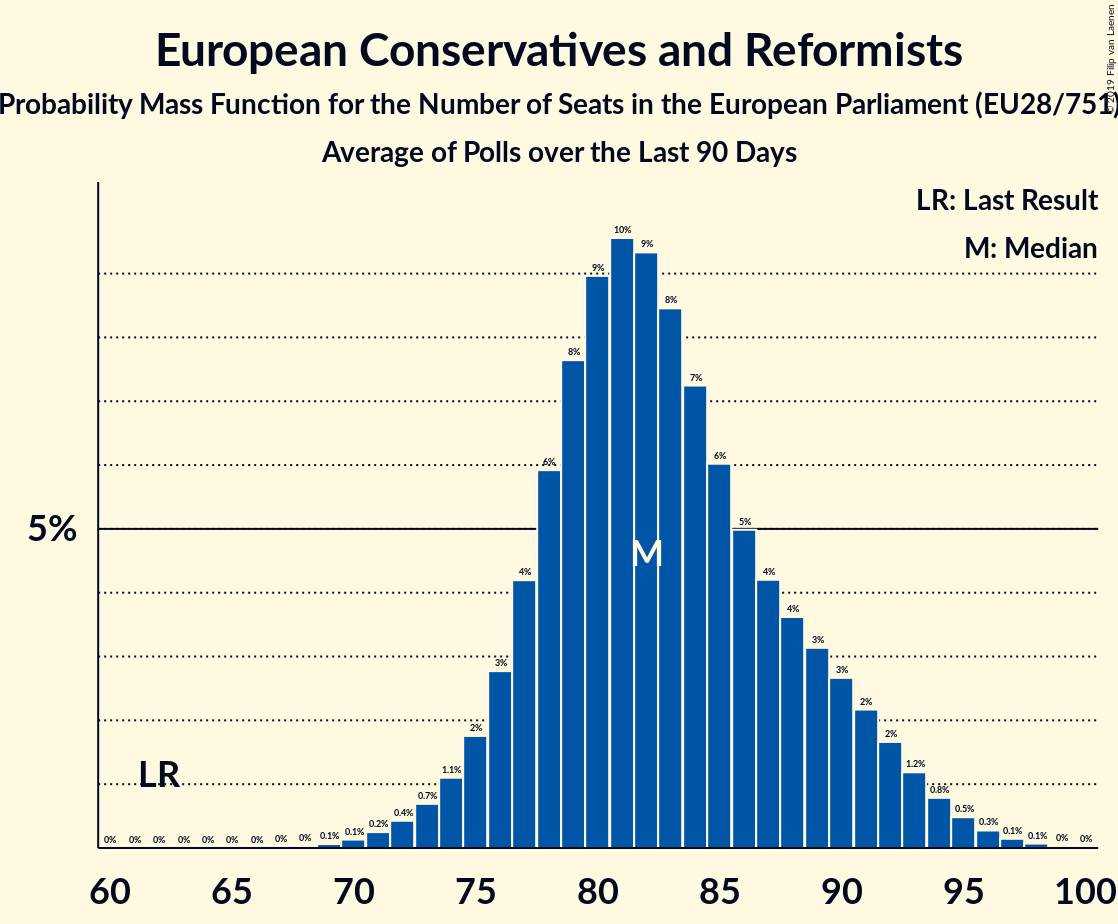 European Conservatives and Reformists
Probability Mass Function for the Number of Seats in the European Parliament (EU28/751)
Average of Polls over the Last 90 Days
© 2019 Filip van Laenen
LR: Last Result
M: Median
5%
LR
M
0% 0% 0% 0% 0% 0% 0% 0% 0% 0.1% 0.1% 0.2% 0.4% 0.7% 1.1% 2% 3% 4% 6% 8% 9% 10% 9% 8% 7% 6% 5% 4% 4% 3% 3% 2% 2% 1.2% 0.8% 0.5% 0.3% 0.1% 0.1% 0% 0%
60 65 70 75 80 85 90 95 100